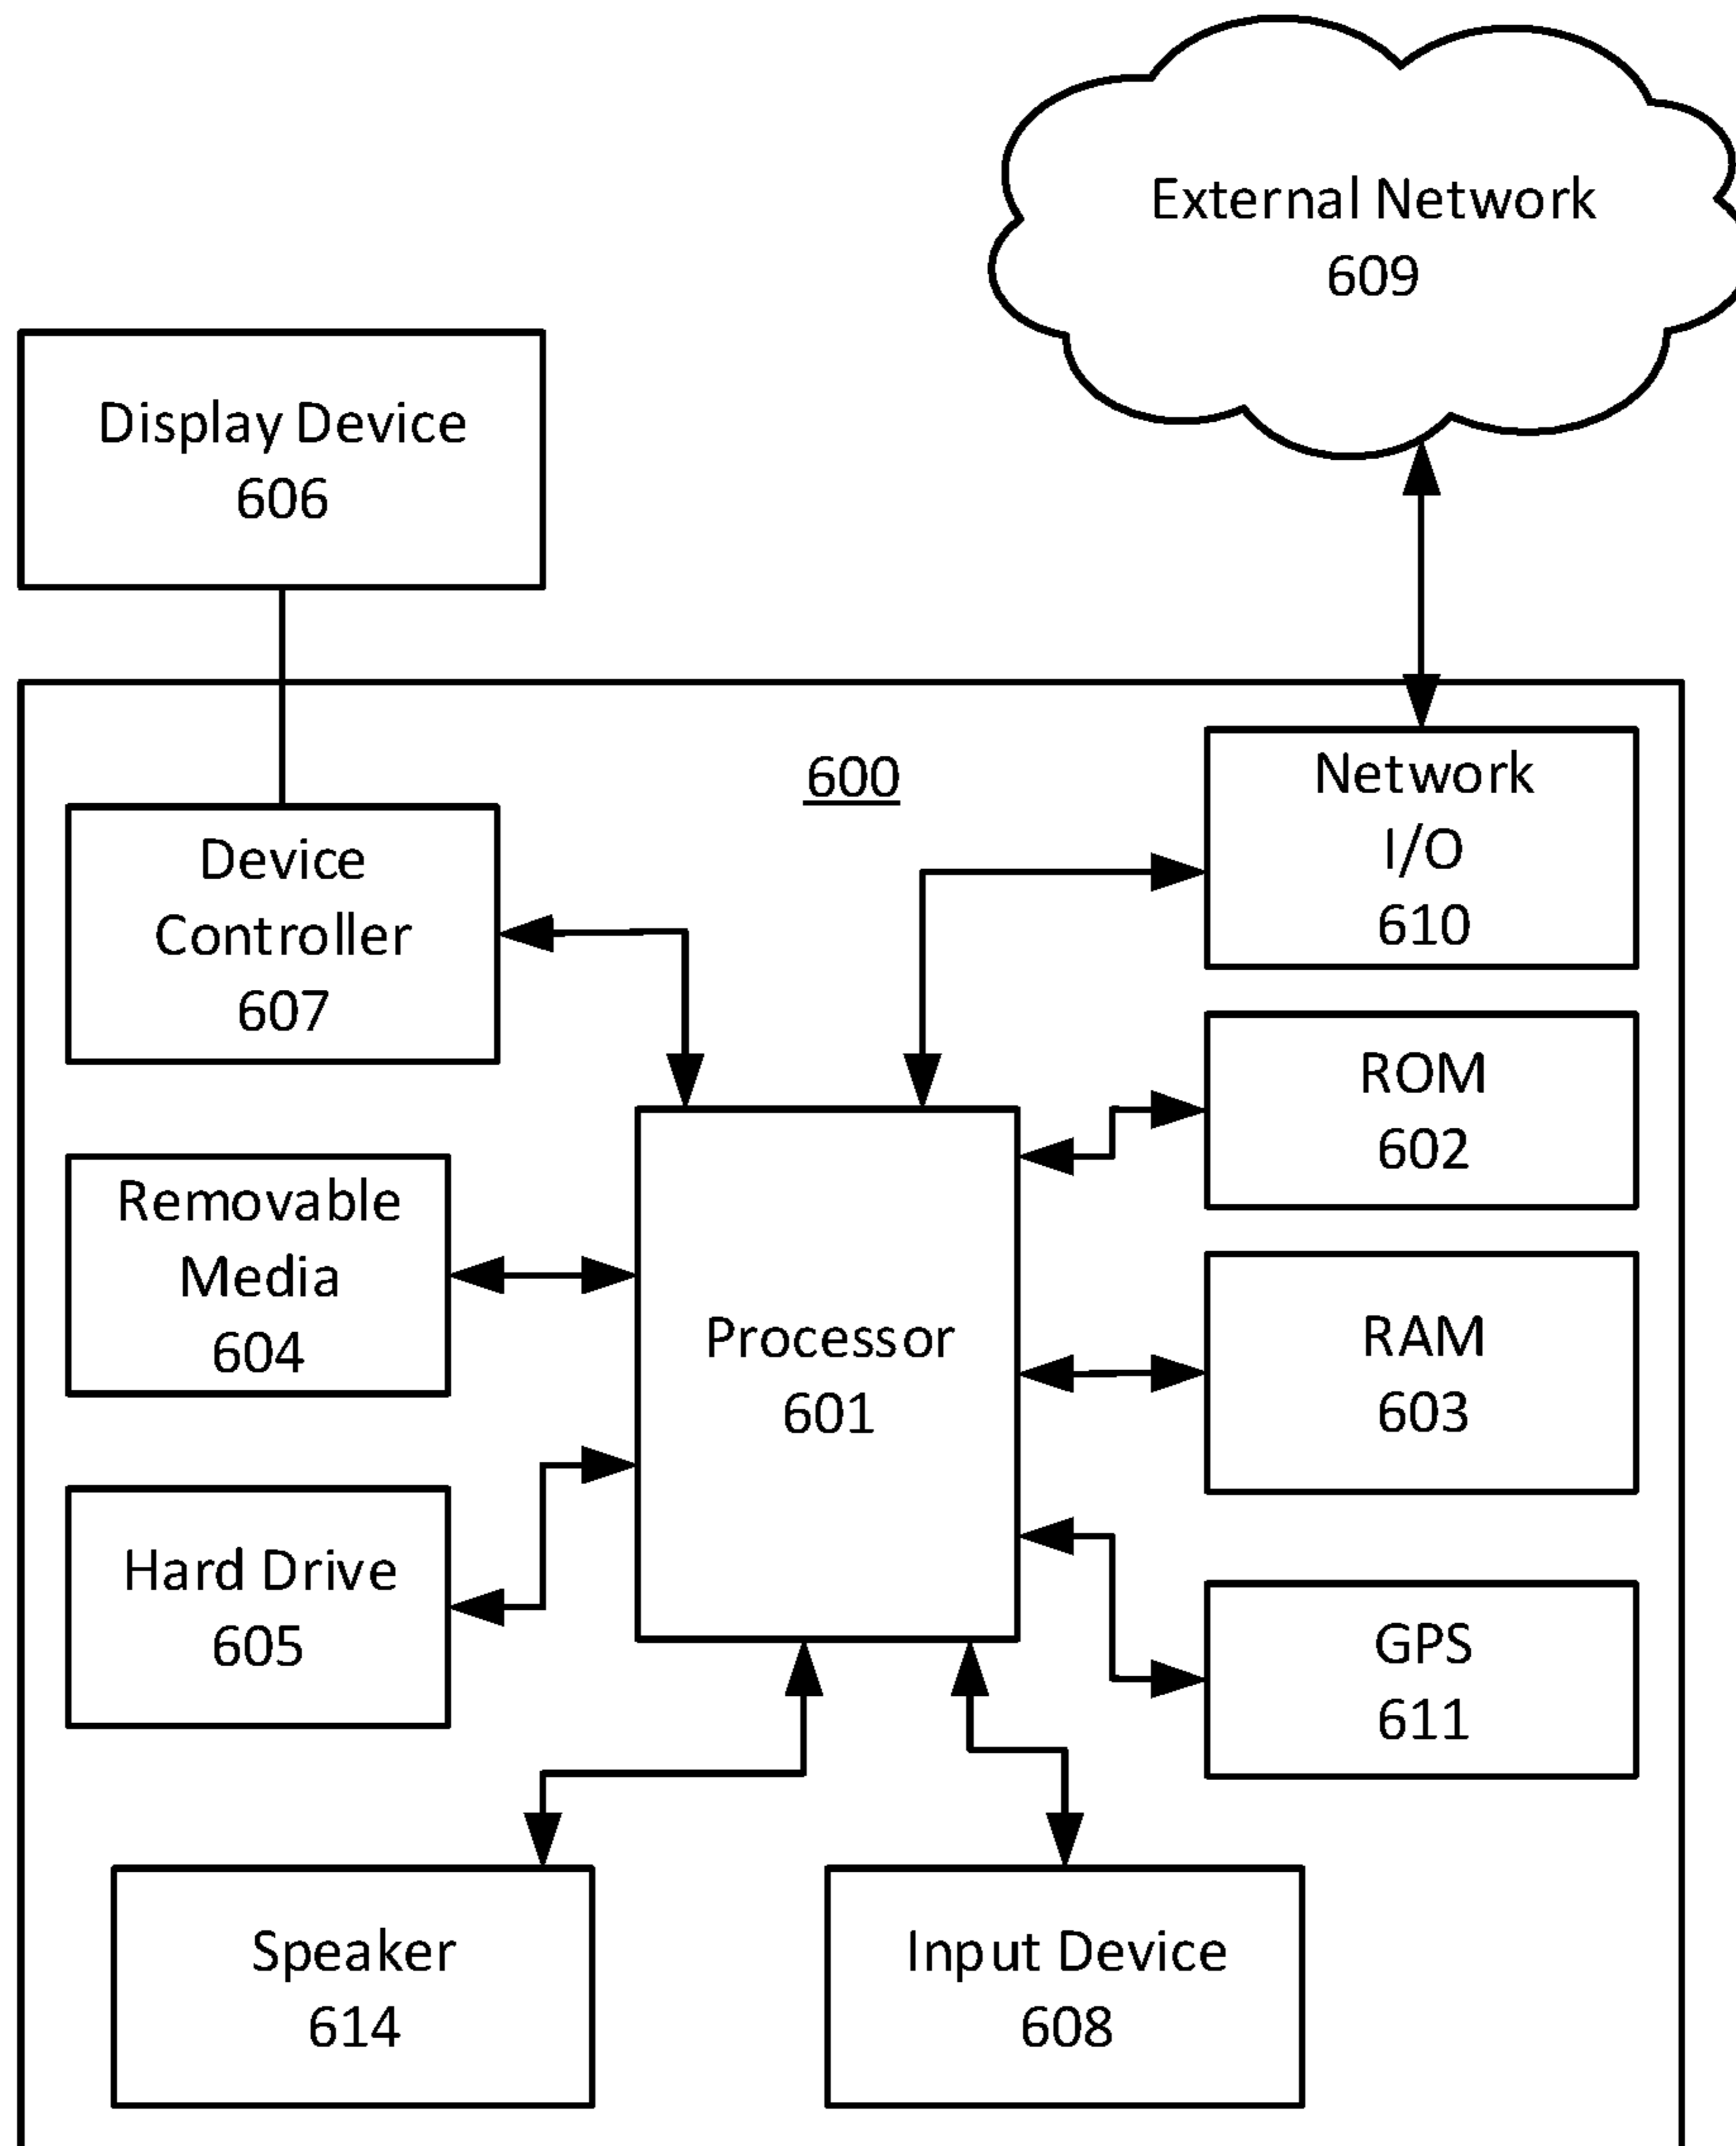 External Network
609
Display Device
606
600
Network
I/O
610
Device
Controller
607
ROM
602
Removable
Media
604
RAM
603
Processor
601
Hard Drive
605
GPS
611
Speaker
614
Input Device
608